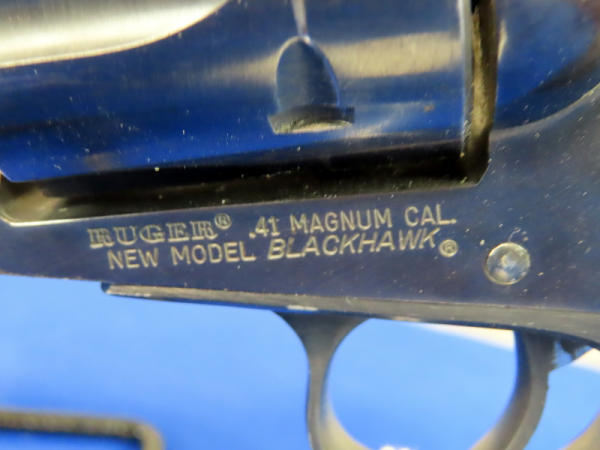 RUGER® .41 MAGNUM CAL.
NEW MODEL BLACKHAWK®